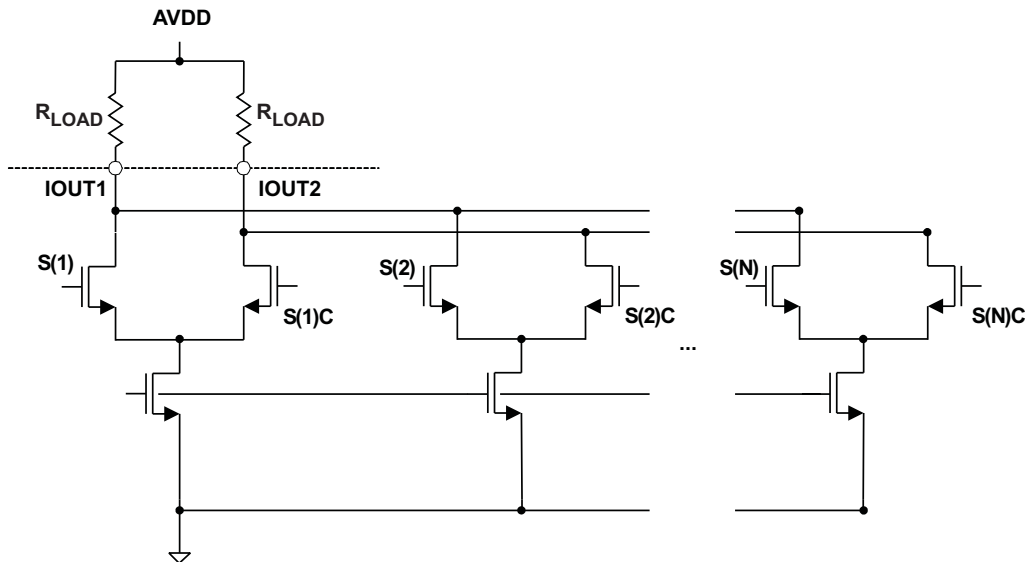 AVDD
RLOAD RLOAD
IOUT1 IOUT2
S(1) S(2) S(N)
S(1)C S(2)C S(N)C
...